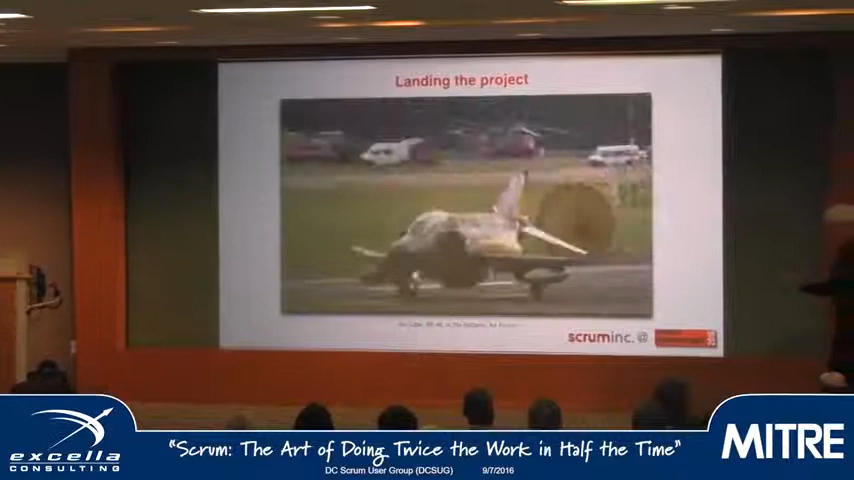 Landing the project
scruminc.@
excella
CONSULTING
"Scrum: The Art of Doing Twice the Work in Half the Time"
DC Scrum User Group (DCSUG) 9/7/2016
MITRE